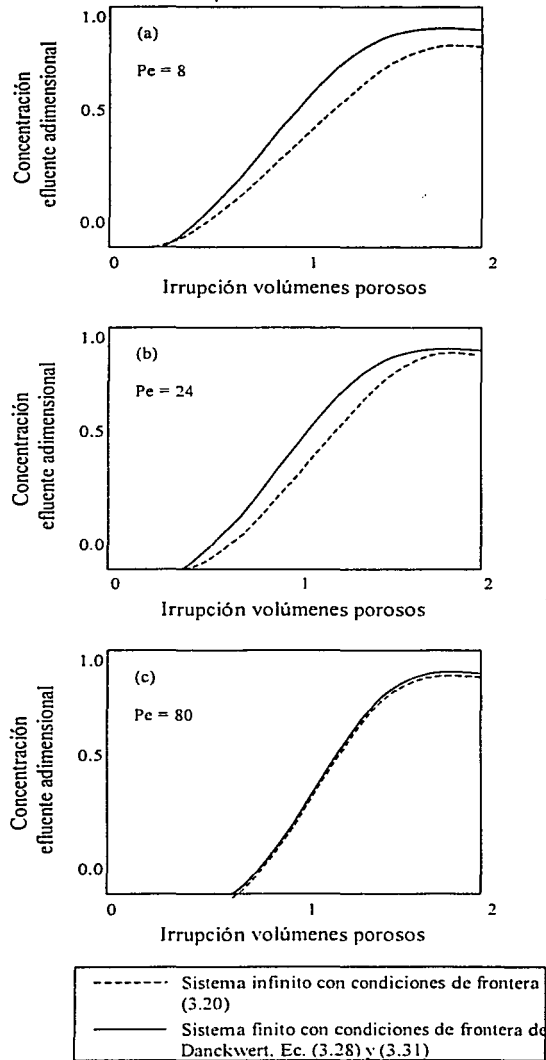 1.0
(a)
Pe = 8
0.5
0.0
Concentración
efluente adimensional
0 1 2
Irrupción volúmenes porosos
1.0
(b)
Pe = 24
0.5
0.0
Concentración
efluente adimensional
0 1 2
Irrupción volúmenes porosos
1.0
(c)
Pe = 80
0.5
0.0
Concentración
efluente adimensional
0 1 2
Irrupción volúmenes porosos
Sistema infinito con condiciones de frontera
(3.20)
Sistema finito con condiciones de frontera de
Danckwert. Ec. (3.28) y (3.31)